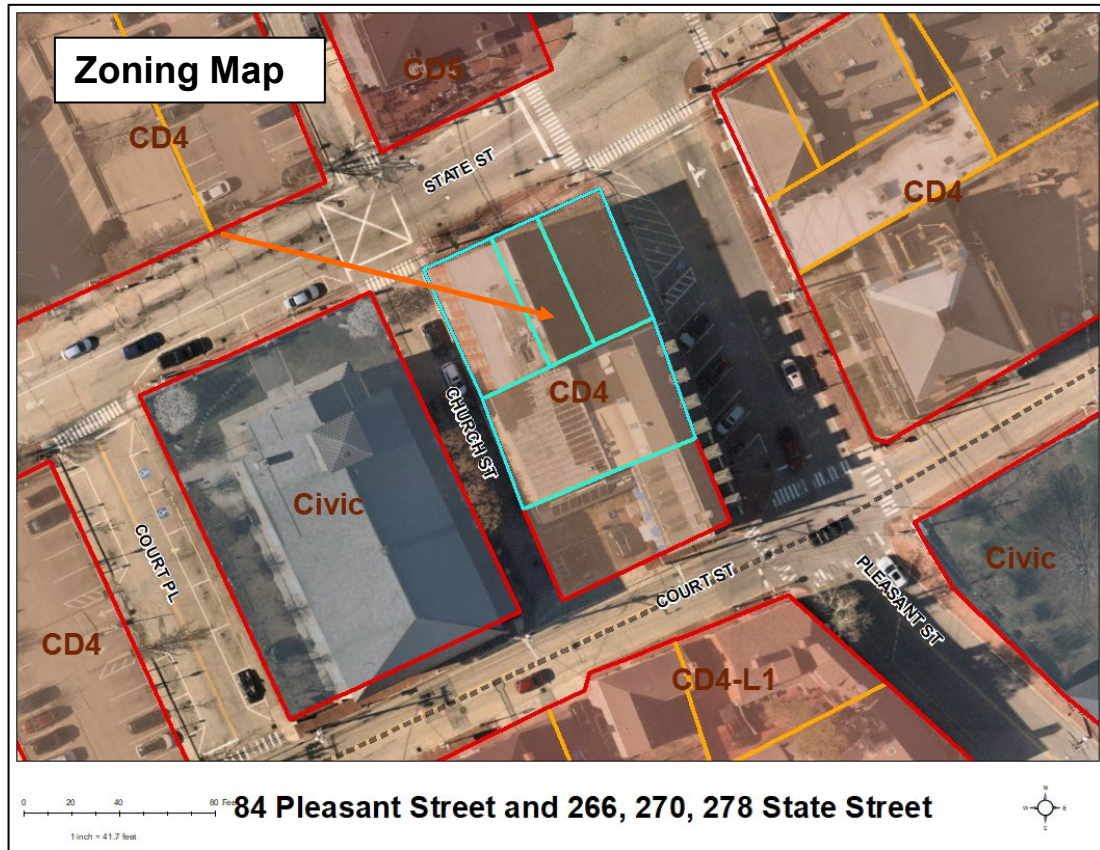 Zoning Map
CD5
CD4
STATE ST
CD4
CD4
CHURCH ST
Civic
COURT PL
Civic
COURT ST
PLEASANT ST
CD4
CD4-L1
0 20 40 80 Feet
1 inch = 41.7 feet
84 Pleasant Street and 266, 270, 278 State Street
N
W E
S